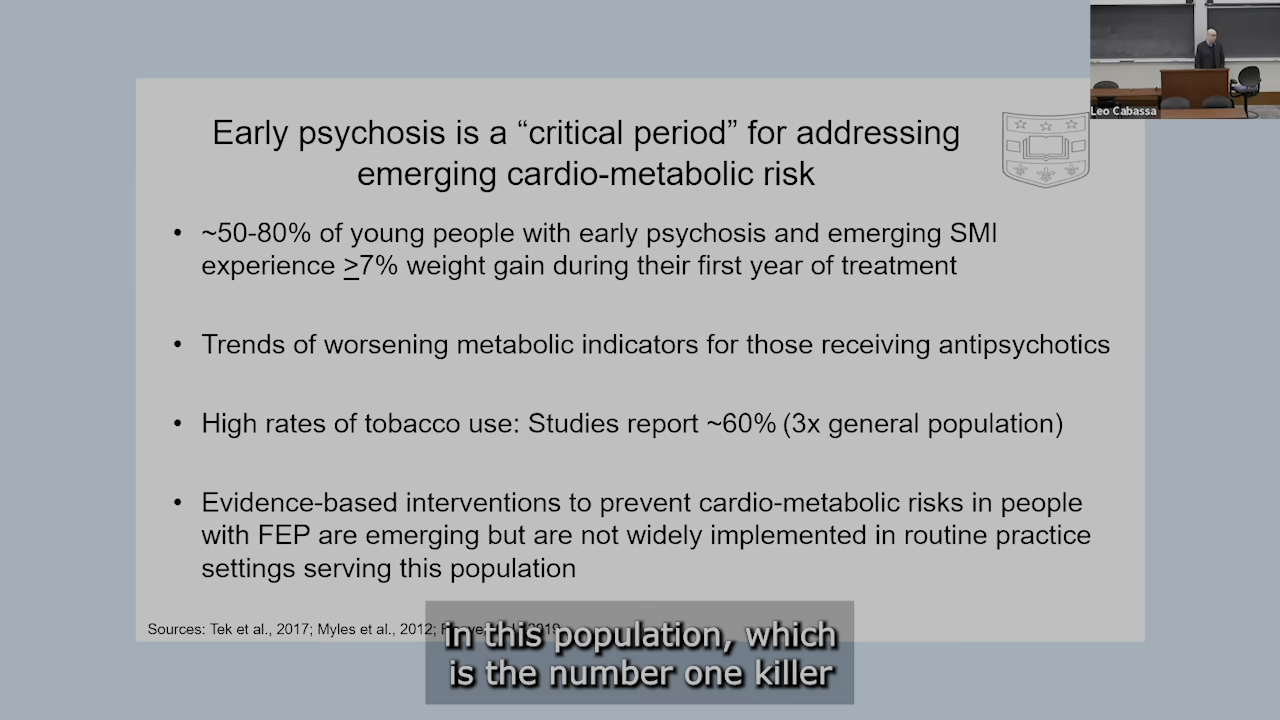 Leo Cabassa
Early psychosis is a “critical period” for addressing
emerging cardio-metabolic risk
• ~50-80% of young people with early psychosis and emerging SMI
experience >7% weight gain during their first year of treatment
• Trends of worsening metabolic indicators for those receiving antipsychotics
• High rates of tobacco use: Studies report ~60% (3x general population)
• Evidence-based interventions to prevent cardio-metabolic risks in people
with FEP are emerging but are not widely implemented in routine practice
settings serving this population
Sources: Tek et al., 2017; Myles et al., 2012; 2019
in this population, which
is the number one killer